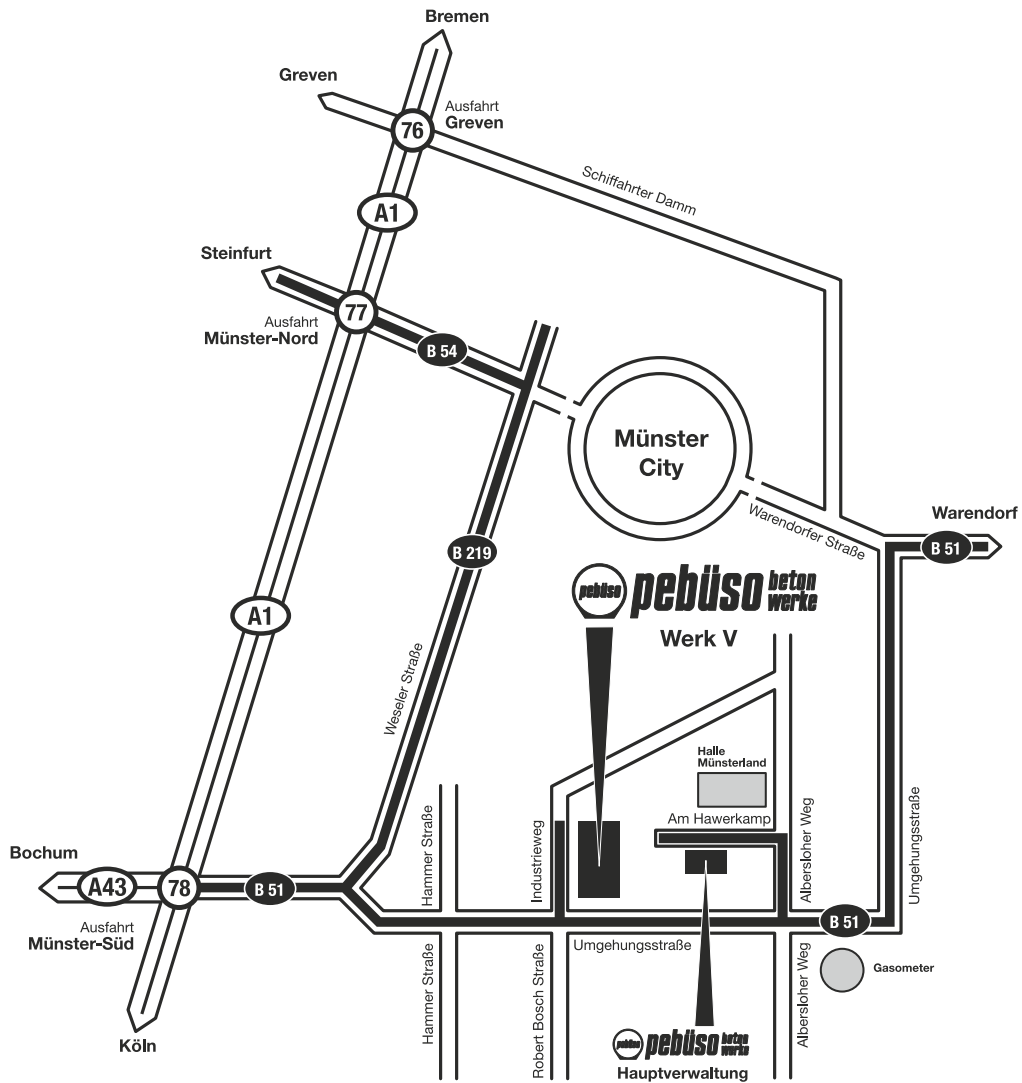 Bremen
Greven
Ausfahrt
Greven
76
Schiffahrter Damm
A1
Steinfurt
77
Ausfahrt
Münster-Nord
B 54
Münster
City
Warendorfer Straße
Warendorf
B 51
B 219
pebüso
pebüso beton
werke
Werk V
A1
Weseler Straße
Halle
Münsterland
Am Hawerkamp
Hammer Straße
Industrieweg
Albersloher Weg
Umgehungsstraße
Bochum
A43
78
B 51
Ausfahrt
Münster-Süd
B 51
Umgehungsstraße
Hammer Straße
Robert Bosch Straße
Albersloher Weg
Gasometer
Köln
pebüso
pebüso beton
werke
Hauptverwaltung